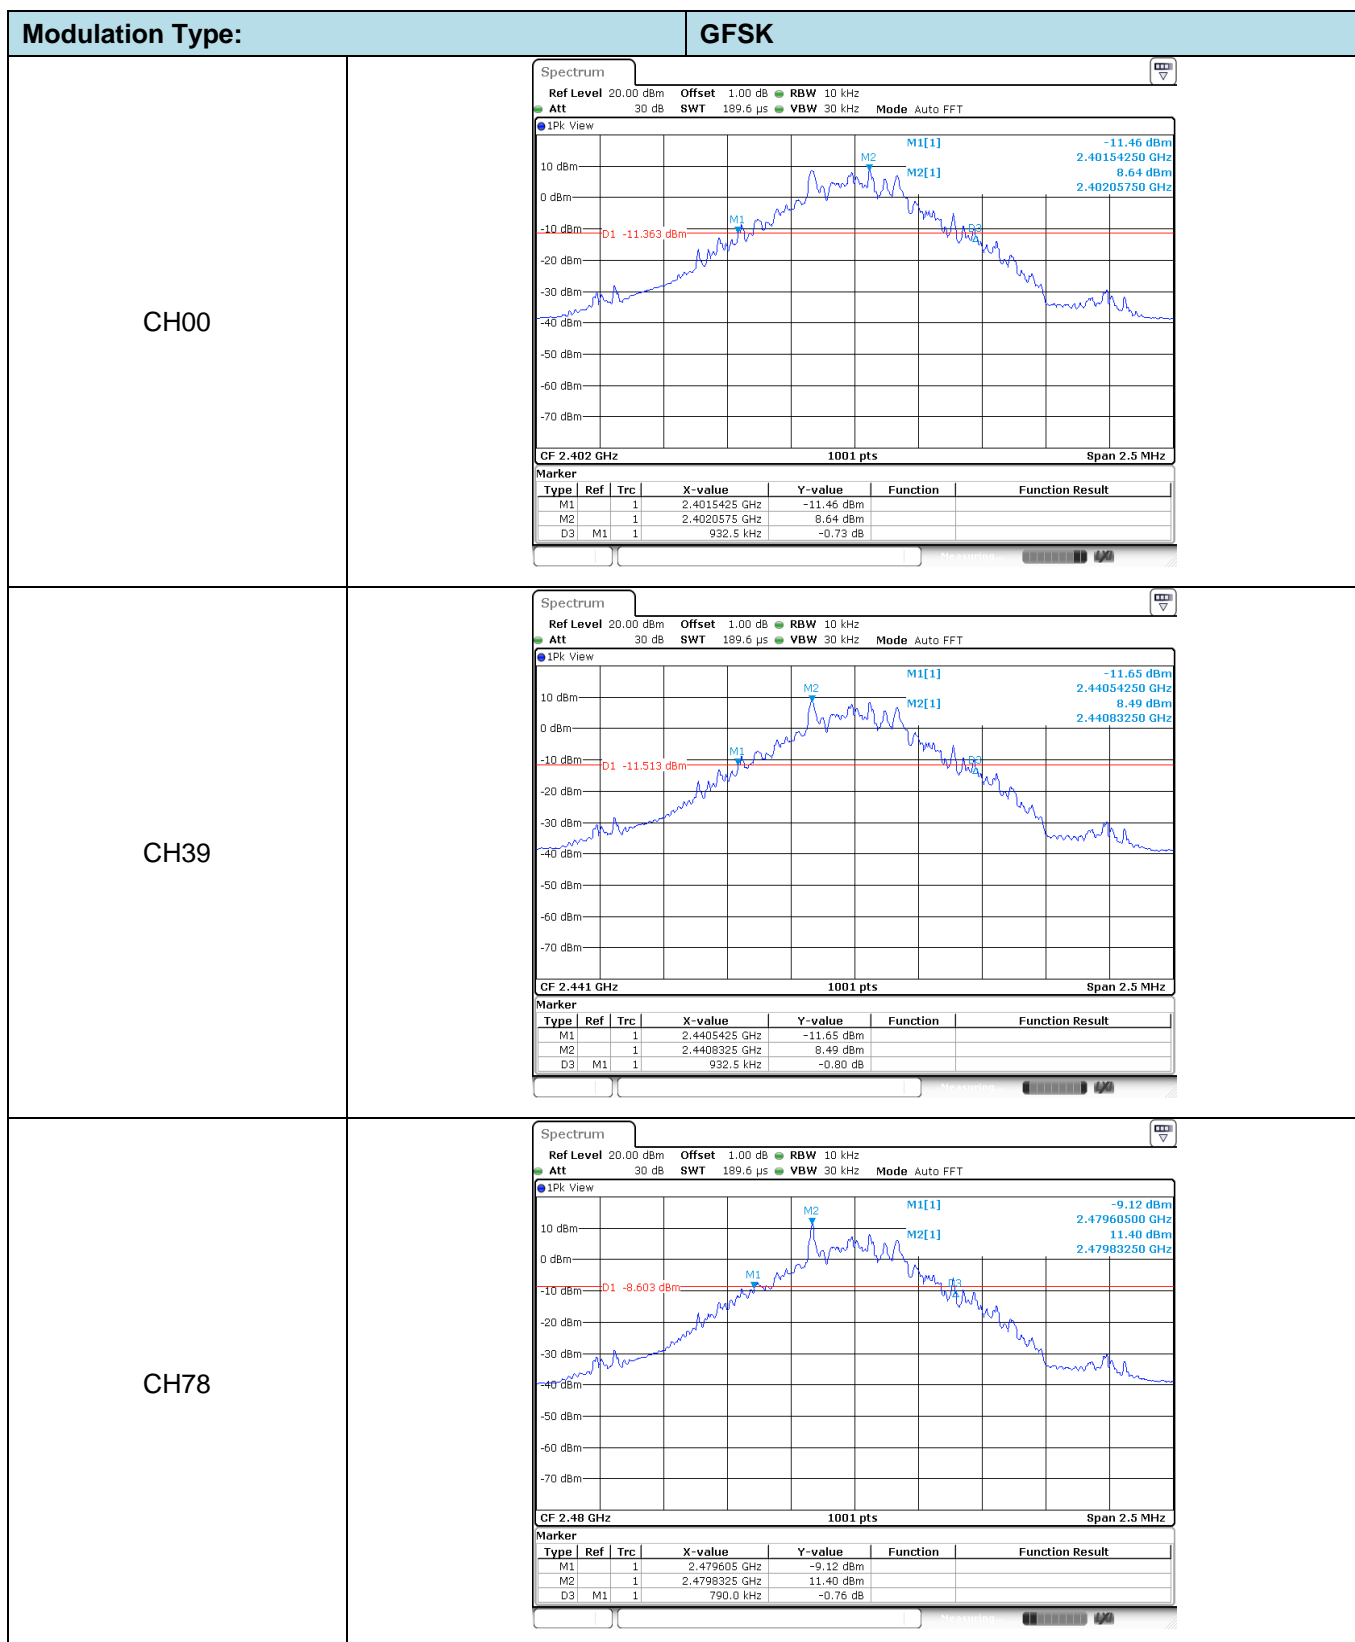 Modulation Type: GFSK
CH00
Spectrum
Ref Level 20.00 dBm Offset 1.00 dB RBW 10 kHz
Att 30 dB SWT 189.6 µs VBW 30 kHz Mode Auto FFT
1Pk View
M1[1] -11.46 dBm
2.40154250 GHz
M2[1] 8.64 dBm
2.40205750 GHz
M2
10 dBm
0 dBm
M1
D3
-10 dBm
D1 -11.363 dBm
-20 dBm
-30 dBm
-40 dBm
-50 dBm
-60 dBm
-70 dBm
CF 2.402 GHz 1001 pts Span 2.5 MHz
Marker
Type Ref Trc X-value Y-value Function Function Result
M1 1 2.4015425 GHz -11.46 dBm
M2 1 2.4020575 GHz 8.64 dBm
D3 M1 1 932.5 kHz -0.73 dB
Measuring...
CH39
Spectrum
Ref Level 20.00 dBm Offset 1.00 dB RBW 10 kHz
Att 30 dB SWT 189.6 µs VBW 30 kHz Mode Auto FFT
1Pk View
M1[1] -11.65 dBm
2.44054250 GHz
M2[1] 8.49 dBm
2.44083250 GHz
M2
10 dBm
0 dBm
M1
D3
-10 dBm
D1 -11.513 dBm
-20 dBm
-30 dBm
-40 dBm
-50 dBm
-60 dBm
-70 dBm
CF 2.441 GHz 1001 pts Span 2.5 MHz
Marker
Type Ref Trc X-value Y-value Function Function Result
M1 1 2.4405425 GHz -11.65 dBm
M2 1 2.4408325 GHz 8.49 dBm
D3 M1 1 932.5 kHz -0.80 dB
Measuring...
CH78
Spectrum
Ref Level 20.00 dBm Offset 1.00 dB RBW 10 kHz
Att 30 dB SWT 189.6 µs VBW 30 kHz Mode Auto FFT
1Pk View
M1[1] -9.12 dBm
2.47960500 GHz
M2[1] 11.40 dBm
2.47983250 GHz
M2
10 dBm
0 dBm
M1
D3
D1 -8.603 dBm
-10 dBm
-20 dBm
-30 dBm
-40 dBm
-50 dBm
-60 dBm
-70 dBm
CF 2.48 GHz 1001 pts Span 2.5 MHz
Marker
Type Ref Trc X-value Y-value Function Function Result
M1 1 2.479605 GHz -9.12 dBm
M2 1 2.4798325 GHz 11.40 dBm
D3 M1 1 790.0 kHz -0.76 dB
Measuring...